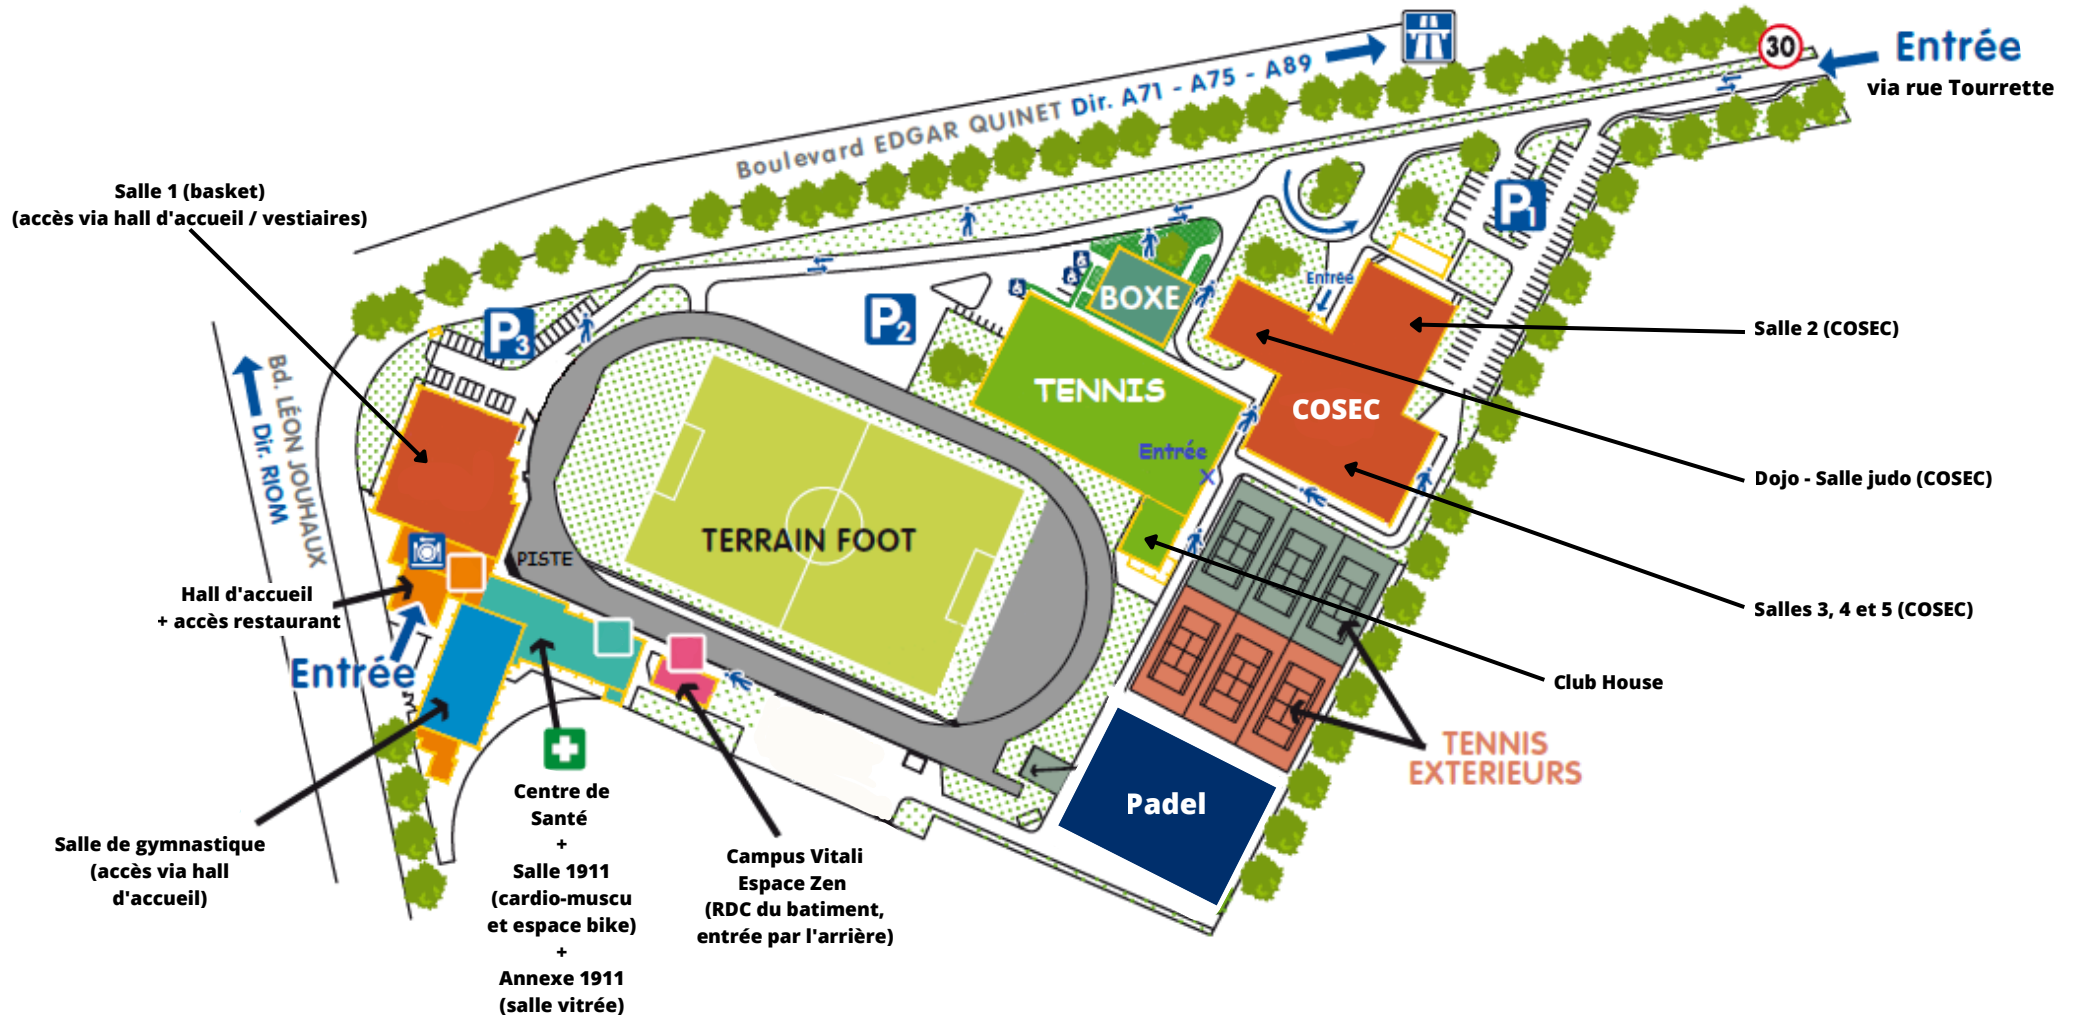 Entrée
via rue Tourrette
30
Boulevard EDGAR QUINET Dir. A71 - A75 - A89
Salle 1 (basket)
(accès via hall d'accueil / vestiaires)
P1
P2
P3
BOXE
Entrée
TENNIS
Entrée
COSEC
Salle 2 (COSEC)
Dojo - Salle judo (COSEC)
Salles 3, 4 et 5 (COSEC)
Club House
Bd. LÉON JOUHAUX
Dir. RIOM
TERRAIN FOOT
PISTE
Hall d'accueil
+ accès restaurant
Entrée
TENNIS
EXTERIEURS
Padel
Salle de gymnastique
(accès via hall
d'accueil)
Centre de
Santé
+
Salle 1911
(cardio-muscu
et espace bike)
+
Annexe 1911
(salle vitrée)
Campus Vitali
Espace Zen
(RDC du batiment,
entrée par l'arrière)